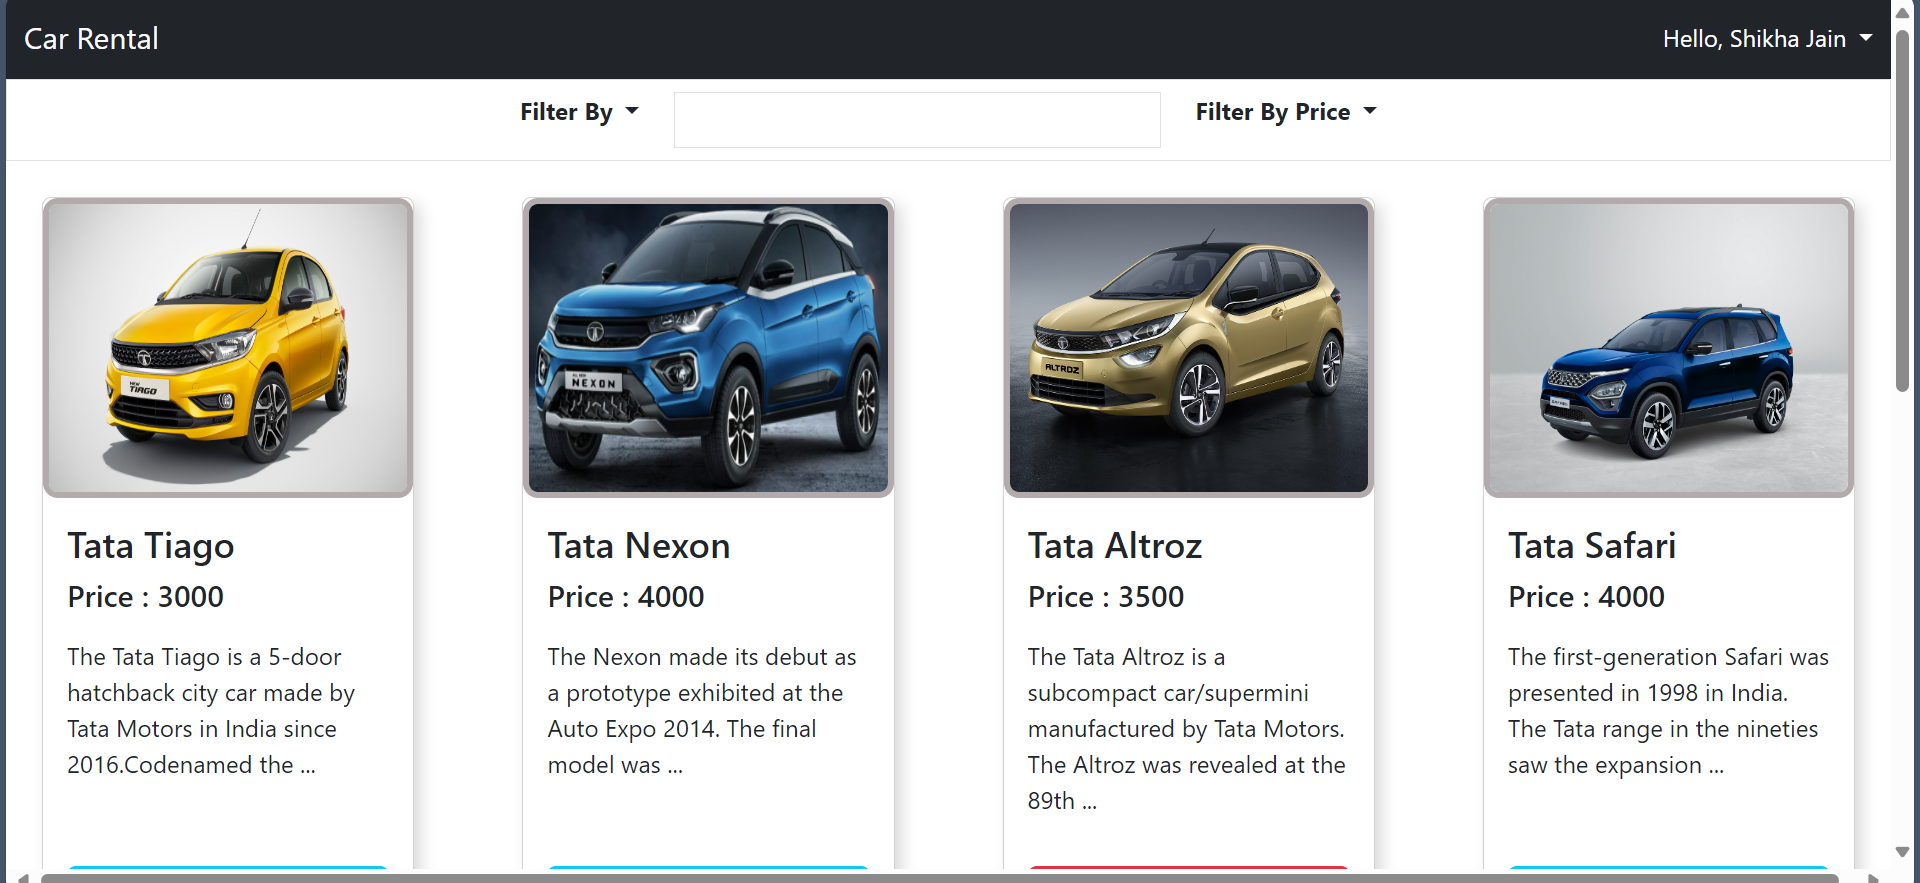 Car Rental
Hello, Shikha Jain
Filter By
Filter By Price
NEW
TIAGO
ALL NEW
NEXON
ALTROZ
Tata Tiago
Price : 3000
The Tata Tiago is a 5-door
hatchback city car made by
Tata Motors in India since
2016.Codenamed the ...
Tata Nexon
Price : 4000
The Nexon made its debut as
a prototype exhibited at the
Auto Expo 2014. The final
model was ...
Tata Altroz
Price : 3500
The Tata Altroz is a
subcompact car/supermini
manufactured by Tata Motors.
The Altroz was revealed at the
89th ...
Tata Safari
Price : 4000
The first-generation Safari was
presented in 1998 in India.
The Tata range in the nineties
saw the expansion ...